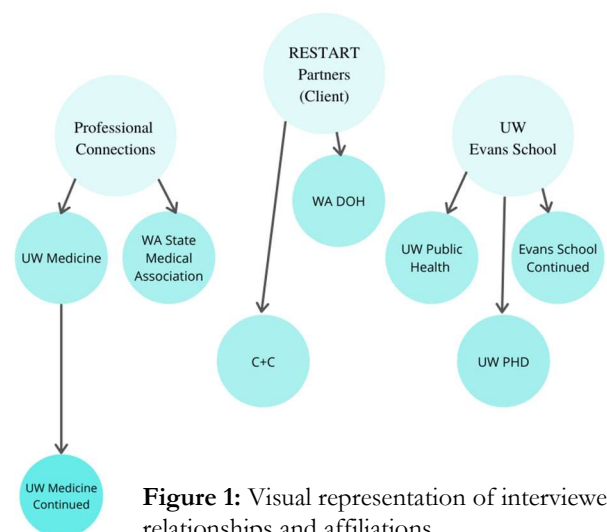 RESTART
Partners
(Client)
Professional
Connections
UW
Evans School
WA DOH
UW Medicine
WA State
Medical
Association
UW Public
Health
Evans School
Continued
C+C
UW PHD
UW Medicine
Continued
Figure 1: Visual representation of interviewe
relationships and affiliations